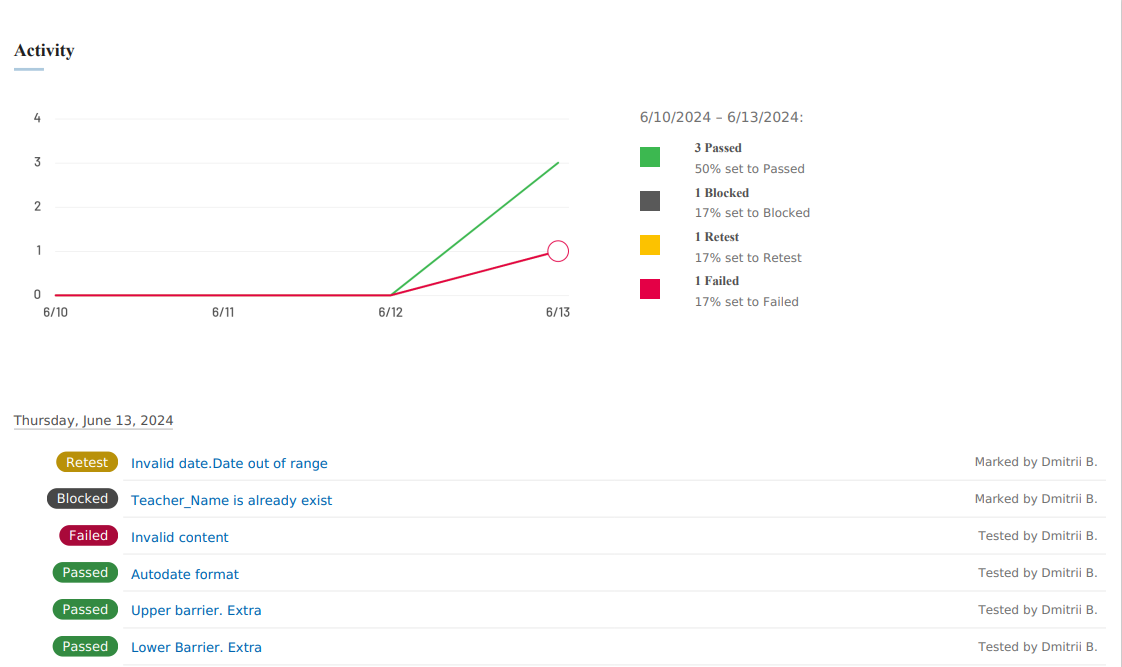 Activity
4
3
2
1
0
6/10 6/11 6/12 6/13
6/10/2024 – 6/13/2024:
3 Passed
50% set to Passed
1 Blocked
17% set to Blocked
1 Retest
17% set to Retest
1 Failed
17% set to Failed
Thursday, June 13, 2024
Retest Invalid date.Date out of range Marked by Dmitrii B.
Blocked Teacher_Name is already exist Marked by Dmitrii B.
Failed Invalid content Tested by Dmitrii B.
Passed Autodate format Tested by Dmitrii B.
Passed Upper barrier. Extra Tested by Dmitrii B.
Passed Lower Barrier. Extra Tested by Dmitrii B.